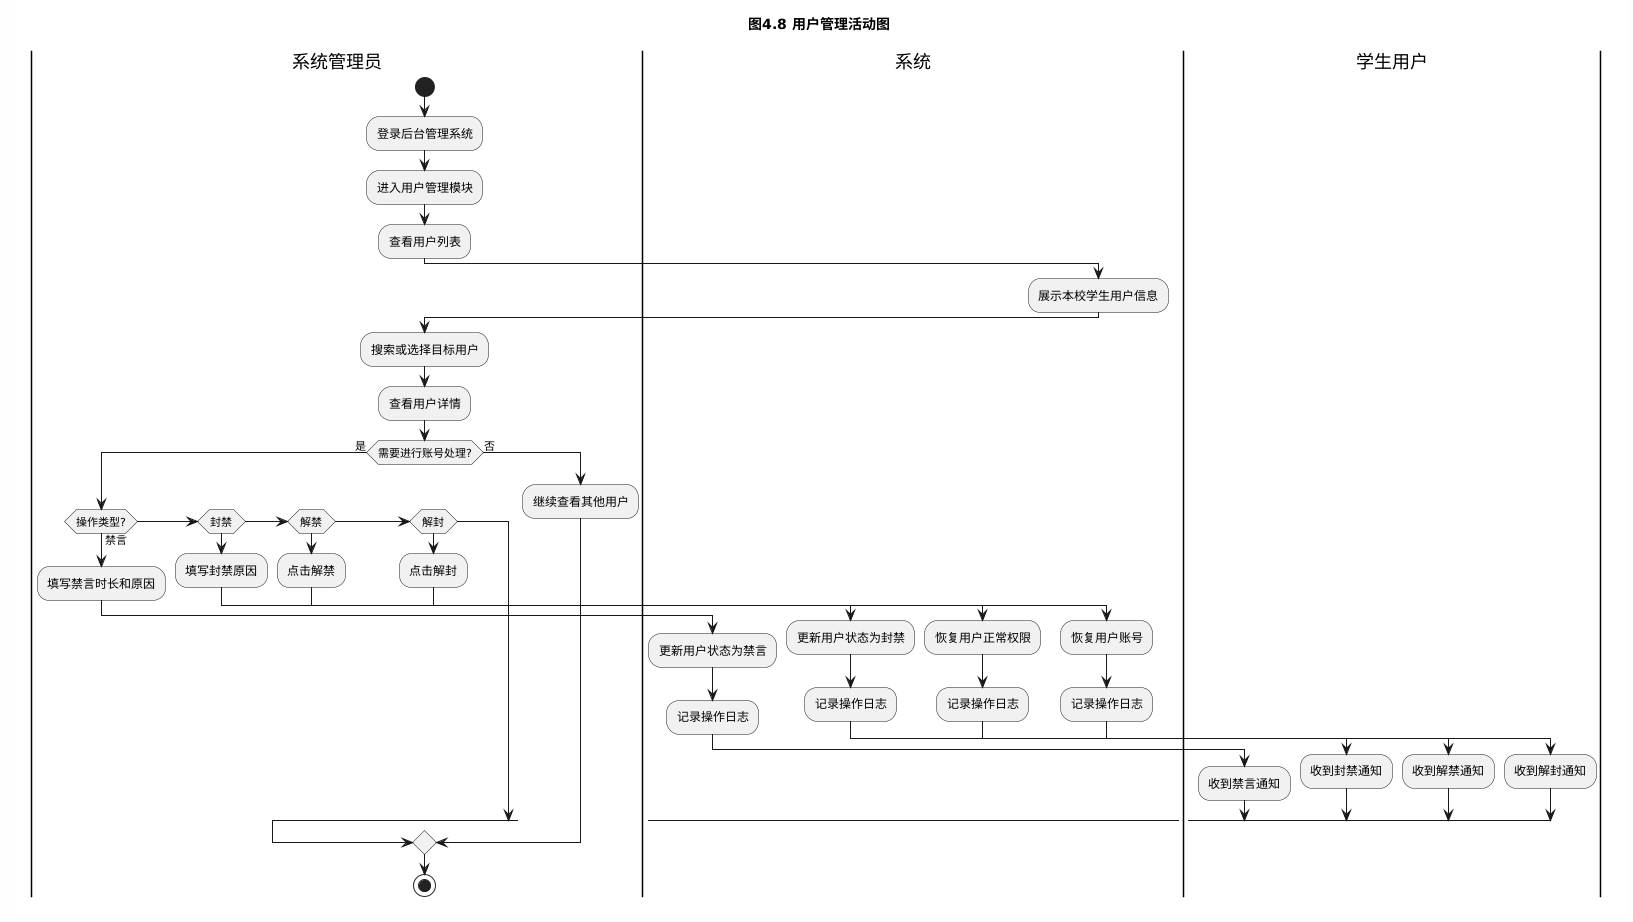 图4.8 用户管理活动图
系统管理员
系统
学生用户
登录后台管理系统
进入用户管理模块
查看用户列表
展示本校学生用户信息
搜索或选择目标用户
查看用户详情
是
需要进行账号处理?
否
继续查看其他用户
操作类型?
封禁
解禁
解封
禁言
填写禁言时长和原因
填写封禁原因
点击解禁
点击解封
更新用户状态为禁言
更新用户状态为封禁
恢复用户正常权限
恢复用户账号
记录操作日志
记录操作日志
记录操作日志
记录操作日志
收到禁言通知
收到封禁通知
收到解禁通知
收到解封通知